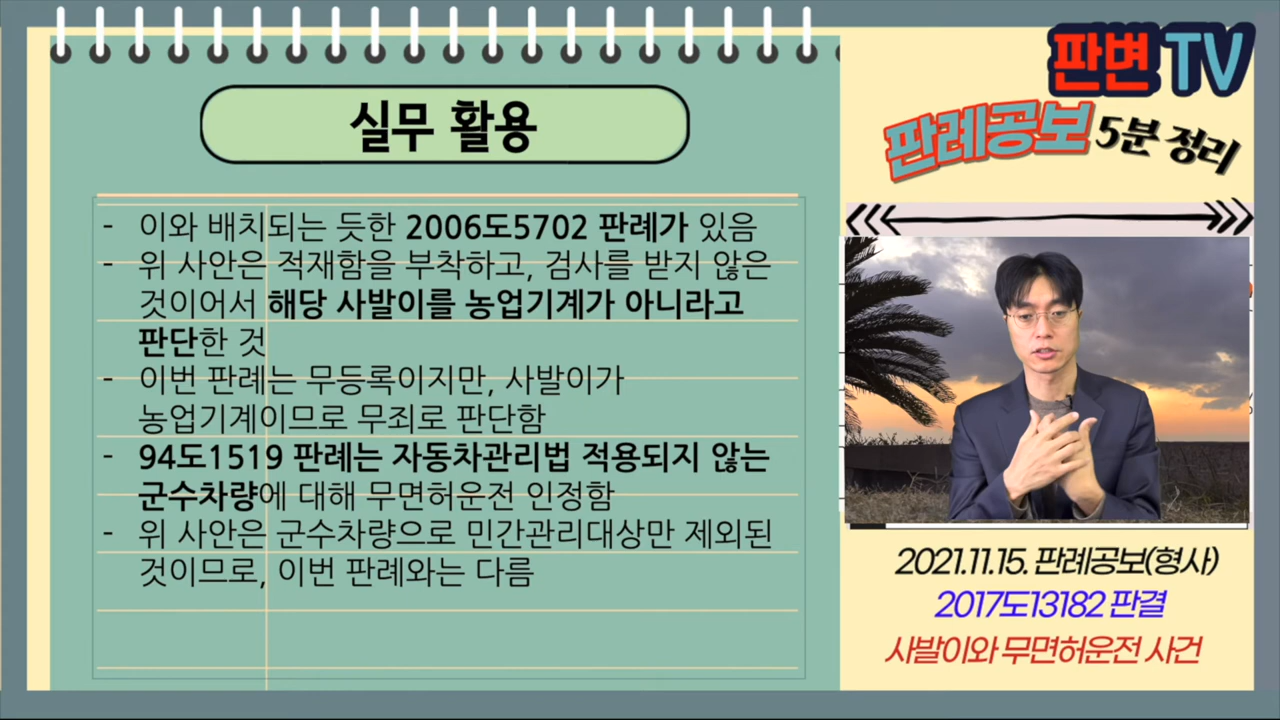 실무 활용
- 이와 배치되는 듯한 2006도5702 판례가 있음
- 위 사안은 적재함을 부착하고, 검사를 받지 않은
것이어서 해당 사발이를 농업기계가 아니라고
판단한 것
- 이번 판례는 무등록이지만, 사발이가
농업기계이므로 무죄로 판단함
- 94도1519 판례는 자동차관리법 적용되지 않는
군수차량에 대해 무면허운전 인정함
- 위 사안은 군수차량으로 민간관리대상만 제외된
것이므로, 이번 판례와는 다름
판변 TV
판례공보 5분 정리
2021.11.15. 판례공보(형사)
2017도13182 판결
사발이와 무면허운전 사건